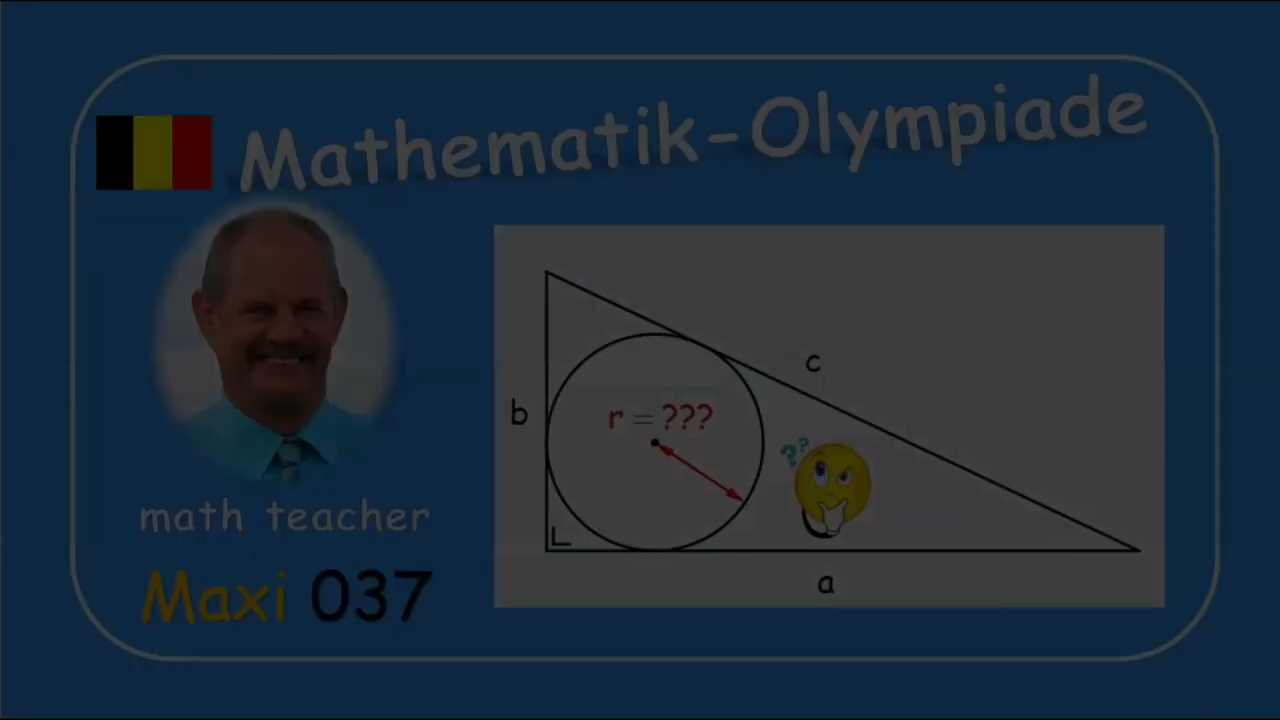 Mathematik-Olympiade
c
b
r = ???
??
a
math teacher
Maxi 037